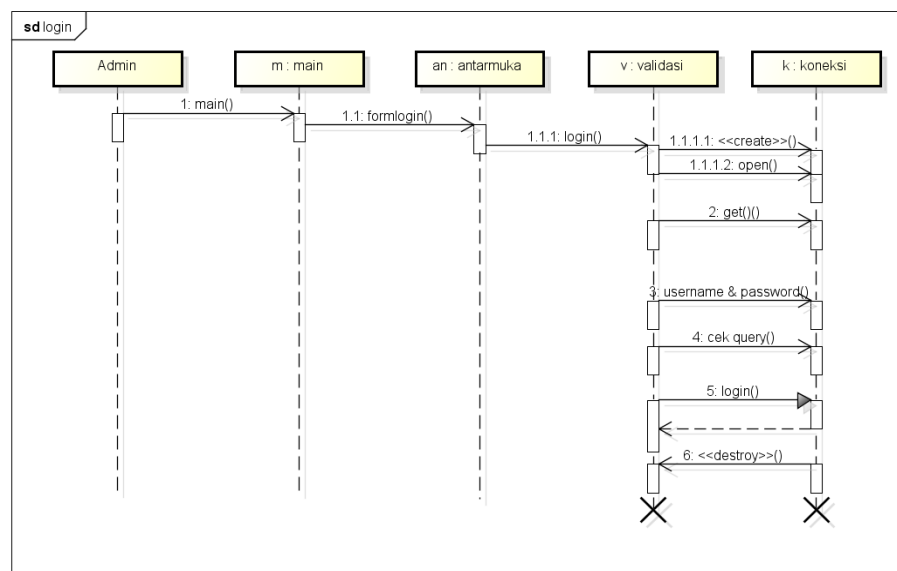 sd login
Admin
m : main
an : antarmuka
v : validasi
k : koneksi
1: main()
1.1: formlogin()
1.1.1: login()
1.1.1.1: <<create>>()
1.1.1.2: open()
2: get()()
3: username & password()
4: cek query()
5: login()
6: <<destroy>>()